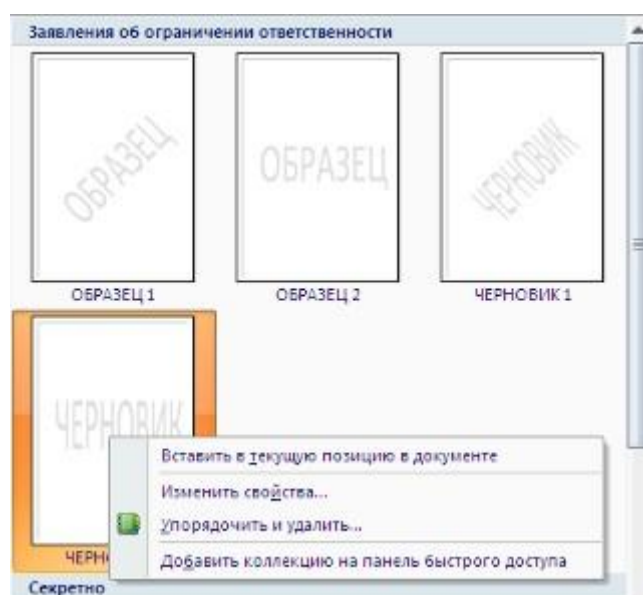 Заявления об ограничении ответственности
ОБРАЗЕЦ
ОБРАЗЕЦ
ЧЕРНОВИК
ОБРАЗЕЦ 1
ОБРАЗЕЦ 2
ЧЕРНОВИК 1
ЧЕРНОВИК
Вставить в текущую позицию в документе
Изменить свойства...
Упорядочить и удалить...
Добавить коллекцию на панель быстрого доступа
Секретно